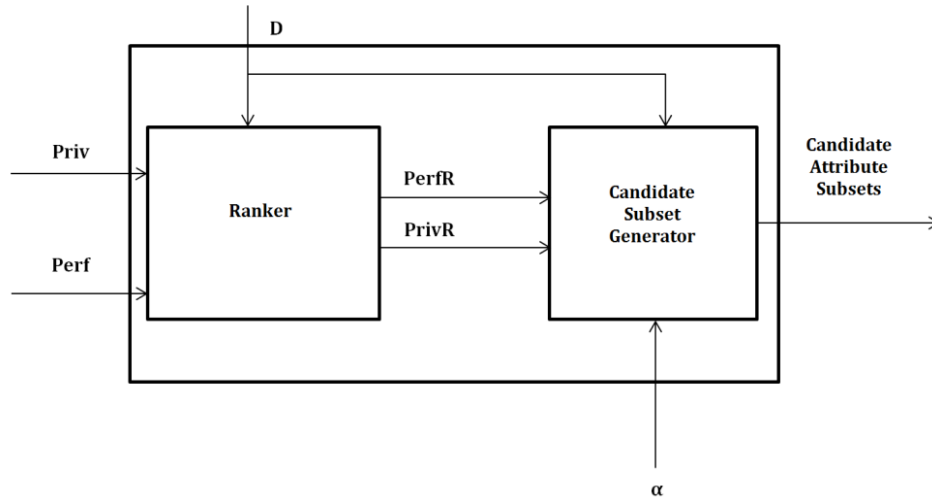 D
Priv
Perf
Ranker
PerfR
PrivR
Candidate
Subset
Generator
Candidate
Attribute
Subsets
α